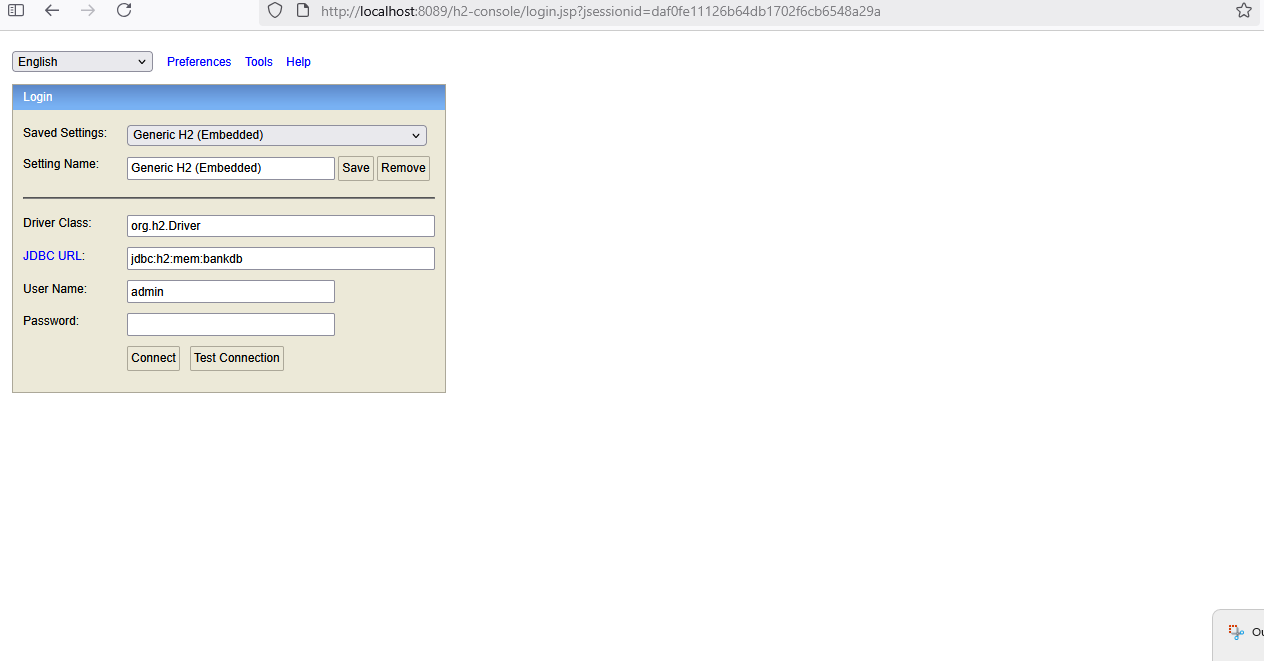 http://localhost:8089/h2-console/login.jsp?jsessionid=daf0fe11126b64db1702f6cb6548a29a
English Preferences Tools Help
Login
Saved Settings: Generic H2 (Embedded)
Setting Name: Generic H2 (Embedded) Save Remove
Driver Class: org.h2.Driver
JDBC URL: jdbc:h2:mem:bankdb
User Name: admin
Password:
Connect Test Connection